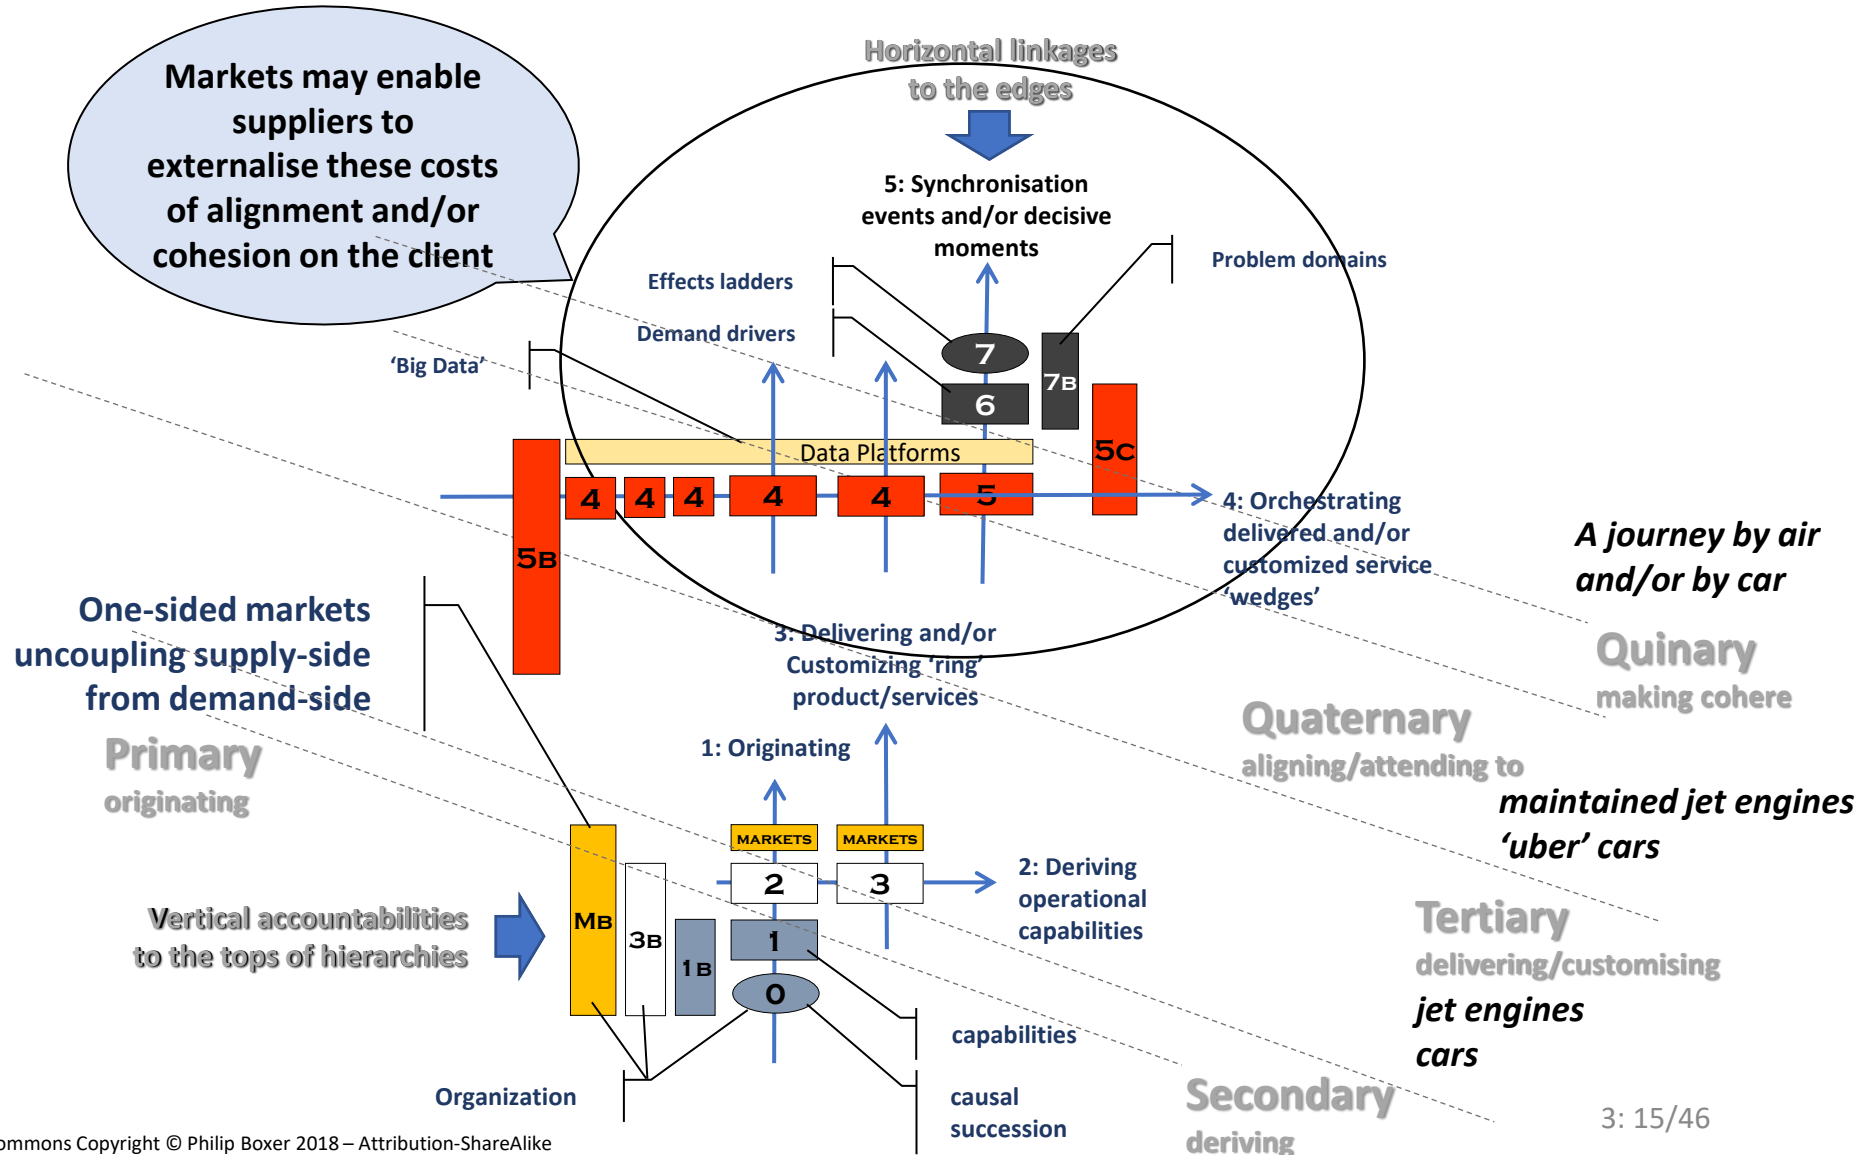 Markets may enable
suppliers to
externalise these costs
of alignment and/or
cohesion on the client
Horizontal linkages
to the edges
5: Synchronisation
events and/or decisive
moments
Effects ladders
Problem domains
Demand drivers
'Big Data'
7
7B
6
5C
Data Platforms
4
4
4
4
4
5
5B
4: Orchestrating
delivered and/or
customized service
'wedges'
A journey by air
and/or by car
One-sided markets
uncoupling supply-side
from demand-side
3: Delivering and/or
Customizing 'ring'
product/services
Quinary
making cohere
Quaternary
aligning/attending to
Primary
originating
1: Originating
maintained jet engines
'uber' cars
MARKETS
MARKETS
2
3
2: Deriving
operational
capabilities
Vertical accountabilities
to the tops of hierarchies
MB
3B
1B
1
0
Tertiary
delivering/customising
jet engines
cars
capabilities
Organization
causal
succession
Secondary
deriving
3: 15/46
ommons Copyright © Philip Boxer 2018 – Attribution-ShareAlike